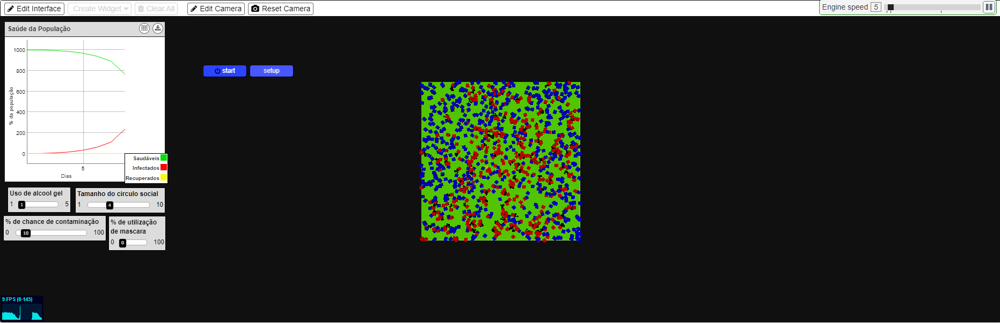 Edit Interface
Create Widget
Clear All
Edit Camera
Reset Camera
Engine speed 5
Saúde da População
1000
800
600
400
200
0
% da população
5
Dias
Saudáveis
Infectados
Recuperados
start
setup
Uso de alcool gel
1 1 5
Tamanho do circulo social
1 4 10
% de chance de contaminação
0 10 100
% de utilização
de mascara
0 0 100
9 FPS (0-145)